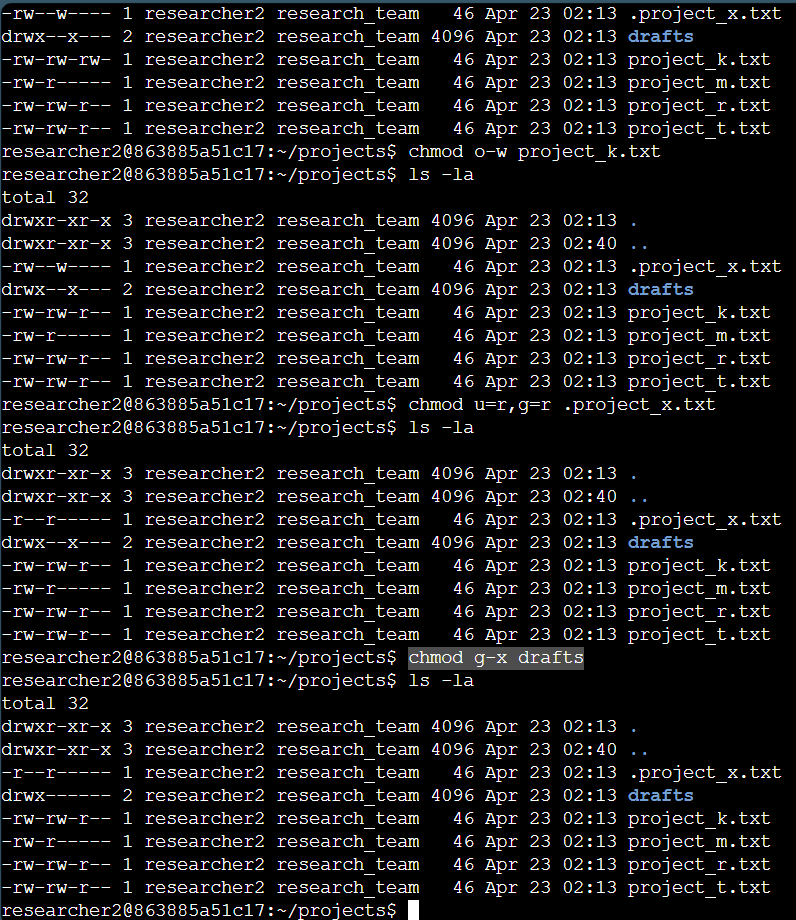 -rw--w---- 1 researcher2 research_team   46 Apr 23 02:13 .project_x.txt
drwx--x--- 2 researcher2 research_team 4096 Apr 23 02:13 drafts
-rw-rw-rw- 1 researcher2 research_team   46 Apr 23 02:13 project_k.txt
-rw-r----- 1 researcher2 research_team   46 Apr 23 02:13 project_m.txt
-rw-rw-r-- 1 researcher2 research_team   46 Apr 23 02:13 project_r.txt
-rw-rw-r-- 1 researcher2 research_team   46 Apr 23 02:13 project_t.txt
researcher2@863885a51c17:~/projects$ chmod o-w project_k.txt
researcher2@863885a51c17:~/projects$ ls -la
total 32
drwxr-xr-x 3 researcher2 research_team 4096 Apr 23 02:13 .
drwxr-xr-x 3 researcher2 research_team 4096 Apr 23 02:40 ..
-rw--w---- 1 researcher2 research_team   46 Apr 23 02:13 .project_x.txt
drwx--x--- 2 researcher2 research_team 4096 Apr 23 02:13 drafts
-rw-rw-r-- 1 researcher2 research_team   46 Apr 23 02:13 project_k.txt
-rw-r----- 1 researcher2 research_team   46 Apr 23 02:13 project_m.txt
-rw-rw-r-- 1 researcher2 research_team   46 Apr 23 02:13 project_r.txt
-rw-rw-r-- 1 researcher2 research_team   46 Apr 23 02:13 project_t.txt
researcher2@863885a51c17:~/projects$ chmod u=r,g=r .project_x.txt
researcher2@863885a51c17:~/projects$ ls -la
total 32
drwxr-xr-x 3 researcher2 research_team 4096 Apr 23 02:13 .
drwxr-xr-x 3 researcher2 research_team 4096 Apr 23 02:40 ..
-r--r----- 1 researcher2 research_team   46 Apr 23 02:13 .project_x.txt
drwx--x--- 2 researcher2 research_team 4096 Apr 23 02:13 drafts
-rw-rw-r-- 1 researcher2 research_team   46 Apr 23 02:13 project_k.txt
-rw-r----- 1 researcher2 research_team   46 Apr 23 02:13 project_m.txt
-rw-rw-r-- 1 researcher2 research_team   46 Apr 23 02:13 project_r.txt
-rw-rw-r-- 1 researcher2 research_team   46 Apr 23 02:13 project_t.txt
researcher2@863885a51c17:~/projects$ chmod g-x drafts
researcher2@863885a51c17:~/projects$ ls -la
total 32
drwxr-xr-x 3 researcher2 research_team 4096 Apr 23 02:13 .
drwxr-xr-x 3 researcher2 research_team 4096 Apr 23 02:40 ..
-r--r----- 1 researcher2 research_team   46 Apr 23 02:13 .project_x.txt
drwx------ 2 researcher2 research_team 4096 Apr 23 02:13 drafts
-rw-rw-r-- 1 researcher2 research_team   46 Apr 23 02:13 project_k.txt
-rw-r----- 1 researcher2 research_team   46 Apr 23 02:13 project_m.txt
-rw-rw-r-- 1 researcher2 research_team   46 Apr 23 02:13 project_r.txt
-rw-rw-r-- 1 researcher2 research_team   46 Apr 23 02:13 project_t.txt
researcher2@863885a51c17:~/projects$